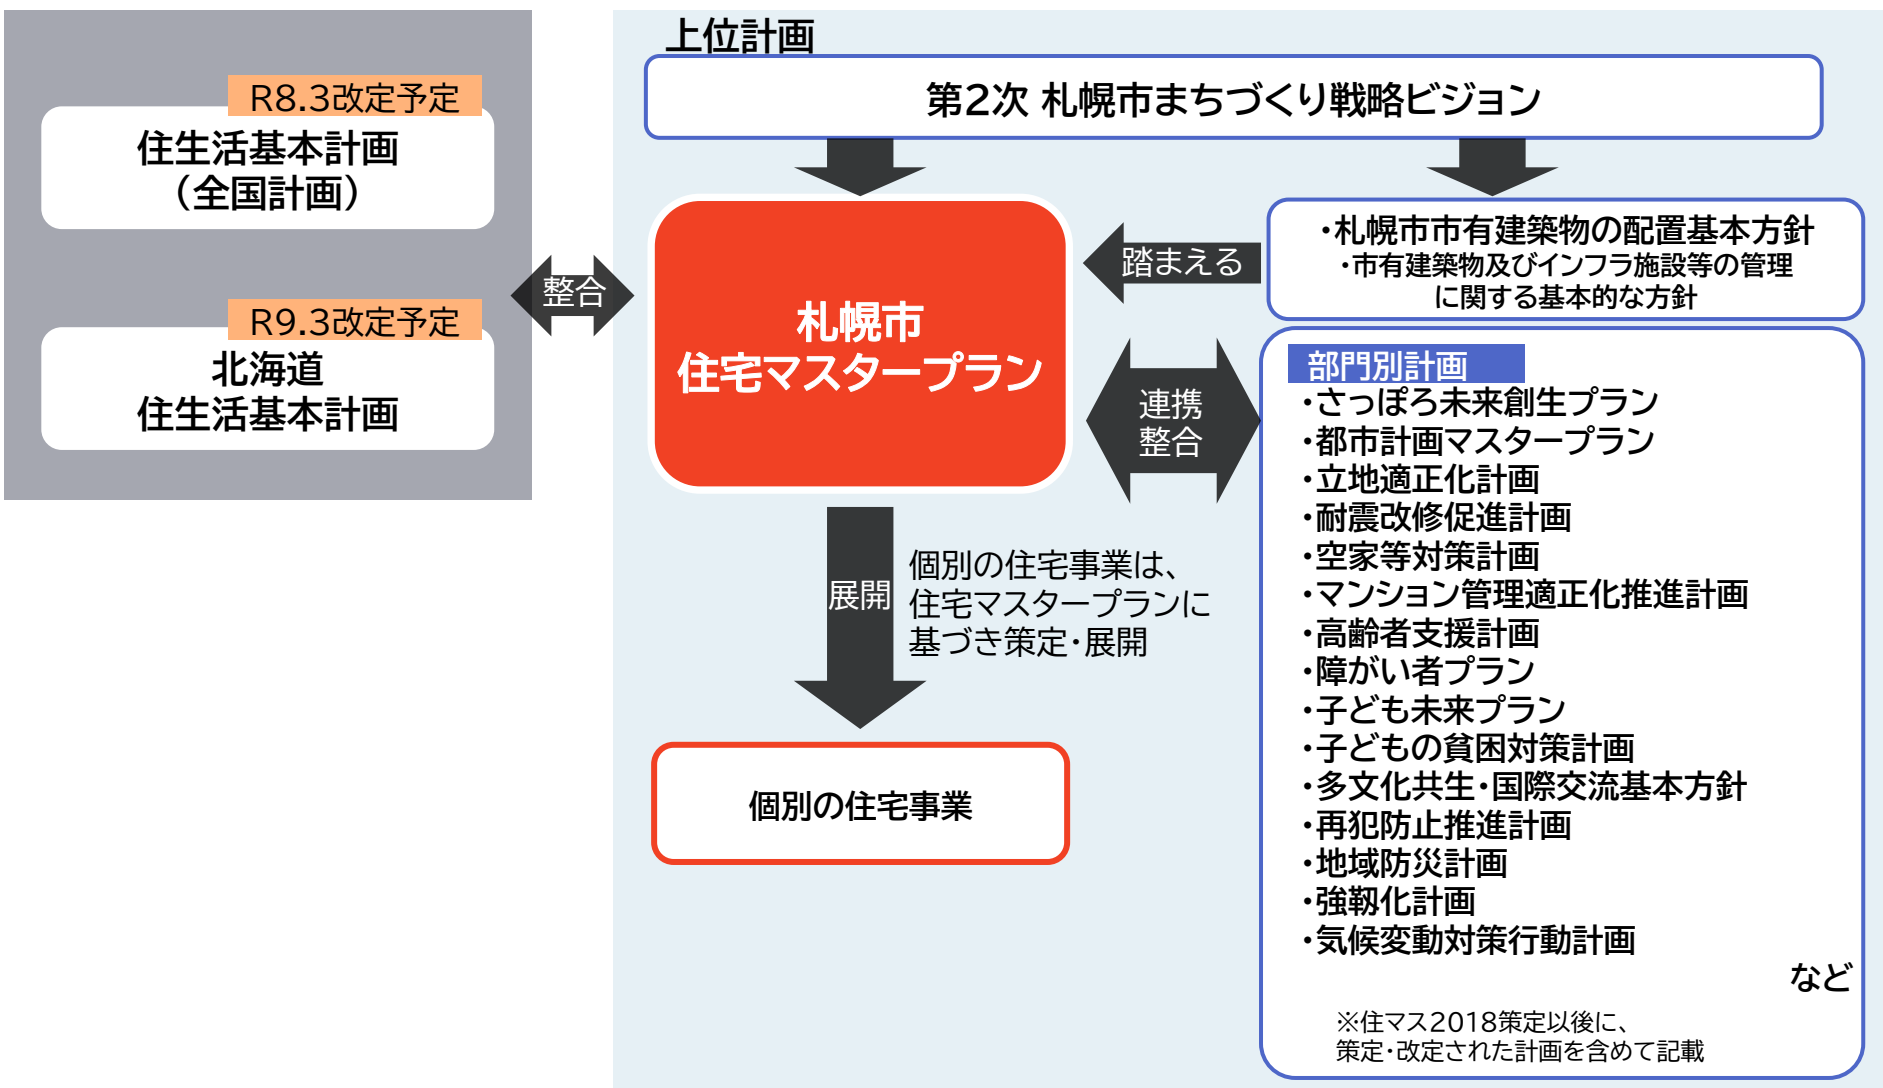 R8.3改定予定
住生活基本計画
（全国計画）
R9.3改定予定
北海道
住生活基本計画
整合
上位計画
第2次 札幌市まちづくり戦略ビジョン
札幌市
住宅マスタープラン
踏まえる
・札幌市市有建築物の配置基本方針
・市有建築物及びインフラ施設等の管理
に関する基本的な方針
連携
整合
部門別計画
・さっぽろ未来創生プラン
・都市計画マスタープラン
・立地適正化計画
・耐震改修促進計画
・空家等対策計画
・マンション管理適正化推進計画
・高齢者支援計画
・障がい者プラン
・子ども未来プラン
・子どもの貧困対策計画
・多文化共生・国際交流基本方針
・再犯防止推進計画
・地域防災計画
・強靱化計画
・気候変動対策行動計画
など
※住マス2018策定以後に、
策定・改定された計画を含めて記載
展開
個別の住宅事業は、
住宅マスタープランに
基づき策定・展開
個別の住宅事業